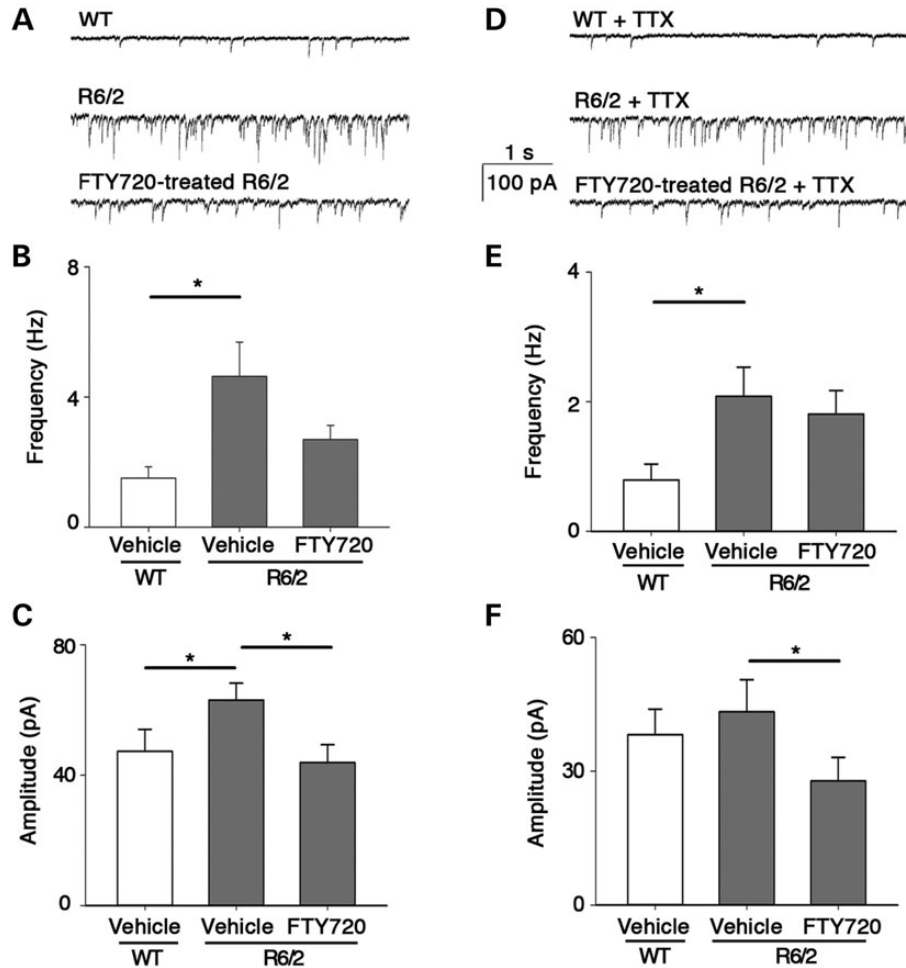 A
WT
R6/2
FTY720-treated R6/2
B
8
4
0
Frequency (Hz)
*
Vehicle Vehicle FTY720
WT R6/2
C
80
40
0
Amplitude (pA)
* *
Vehicle Vehicle FTY720
WT R6/2
D
WT + TTX
R6/2 + TTX
1 s
100 pA
FTY720-treated R6/2 + TTX
E
4
2
0
Frequency (Hz)
*
Vehicle Vehicle FTY720
WT R6/2
F
60
30
0
Amplitude (pA)
*
Vehicle Vehicle FTY720
WT R6/2